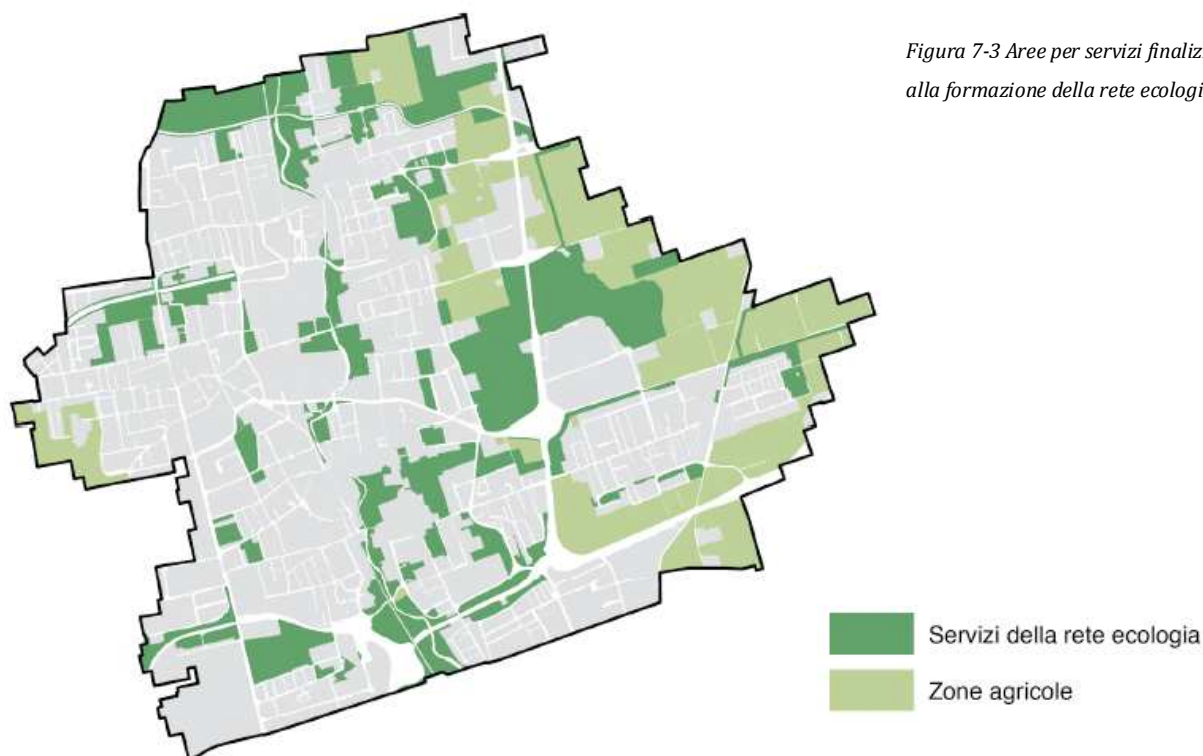 Figura 7-3 Aree per servizi finaliz
alla formazione della rete ecologi
Servizi della rete ecologia
Zone agricole